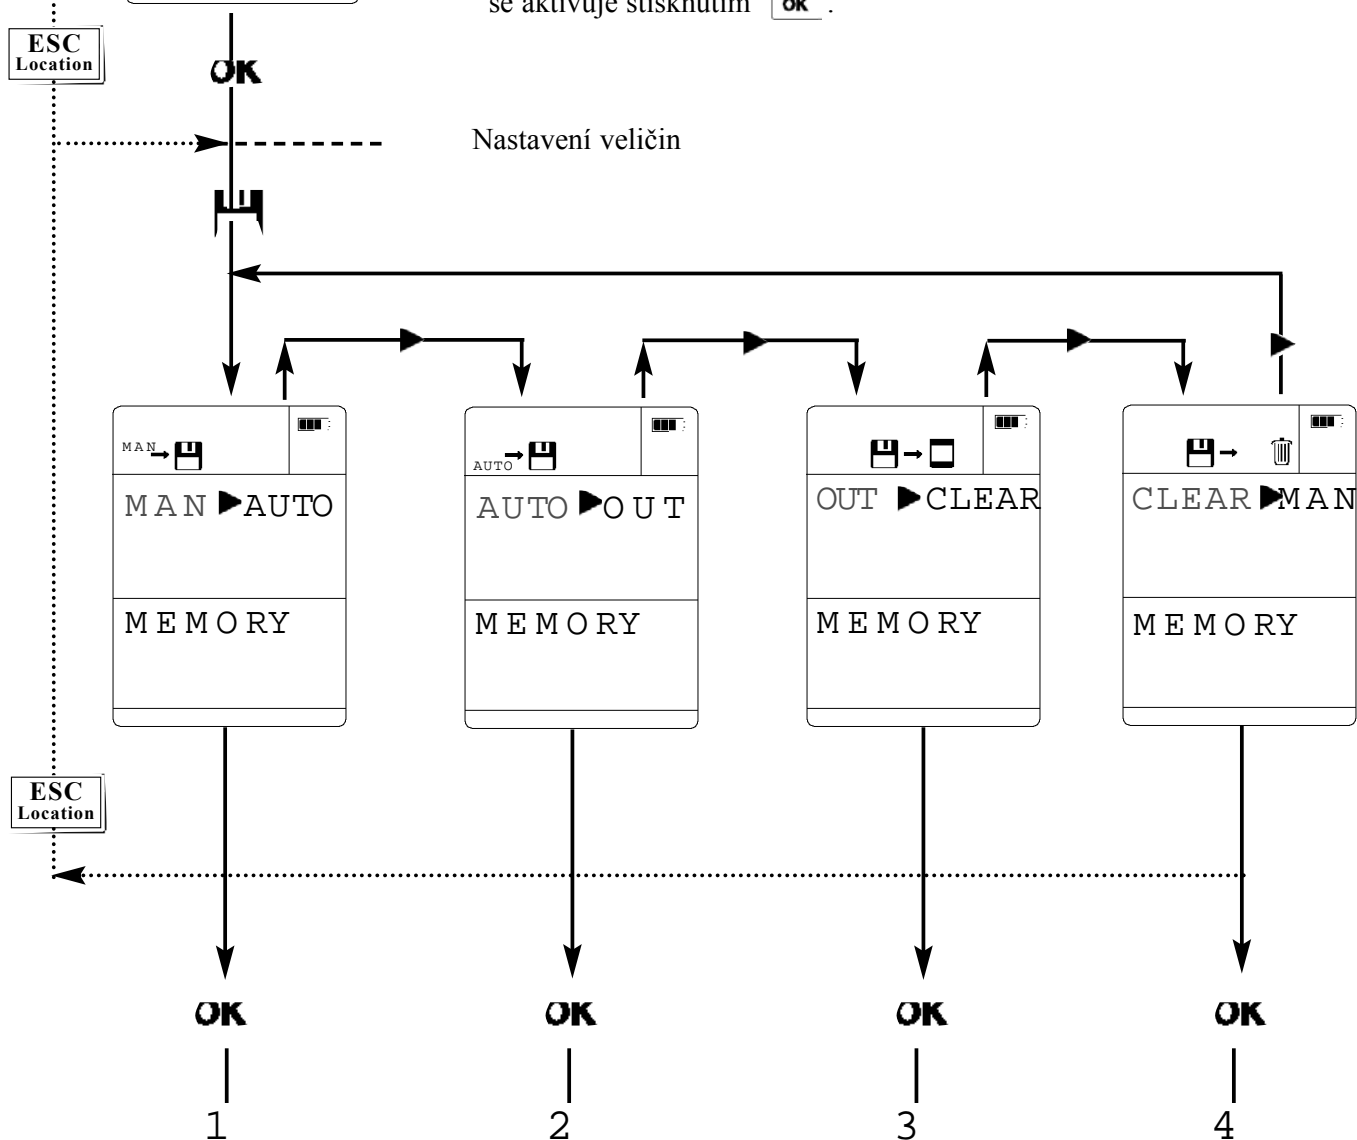 se aktivuje stisknutím OK .
ESC
Location
OK
Nastavení veličin
MAN
AUTO
MAN AUTO
AUTO OUT
OUT CLEAR
CLEAR MAN
MEMORY
MEMORY
MEMORY
MEMORY
ESC
Location
OK
OK
OK
OK
1
2
3
4